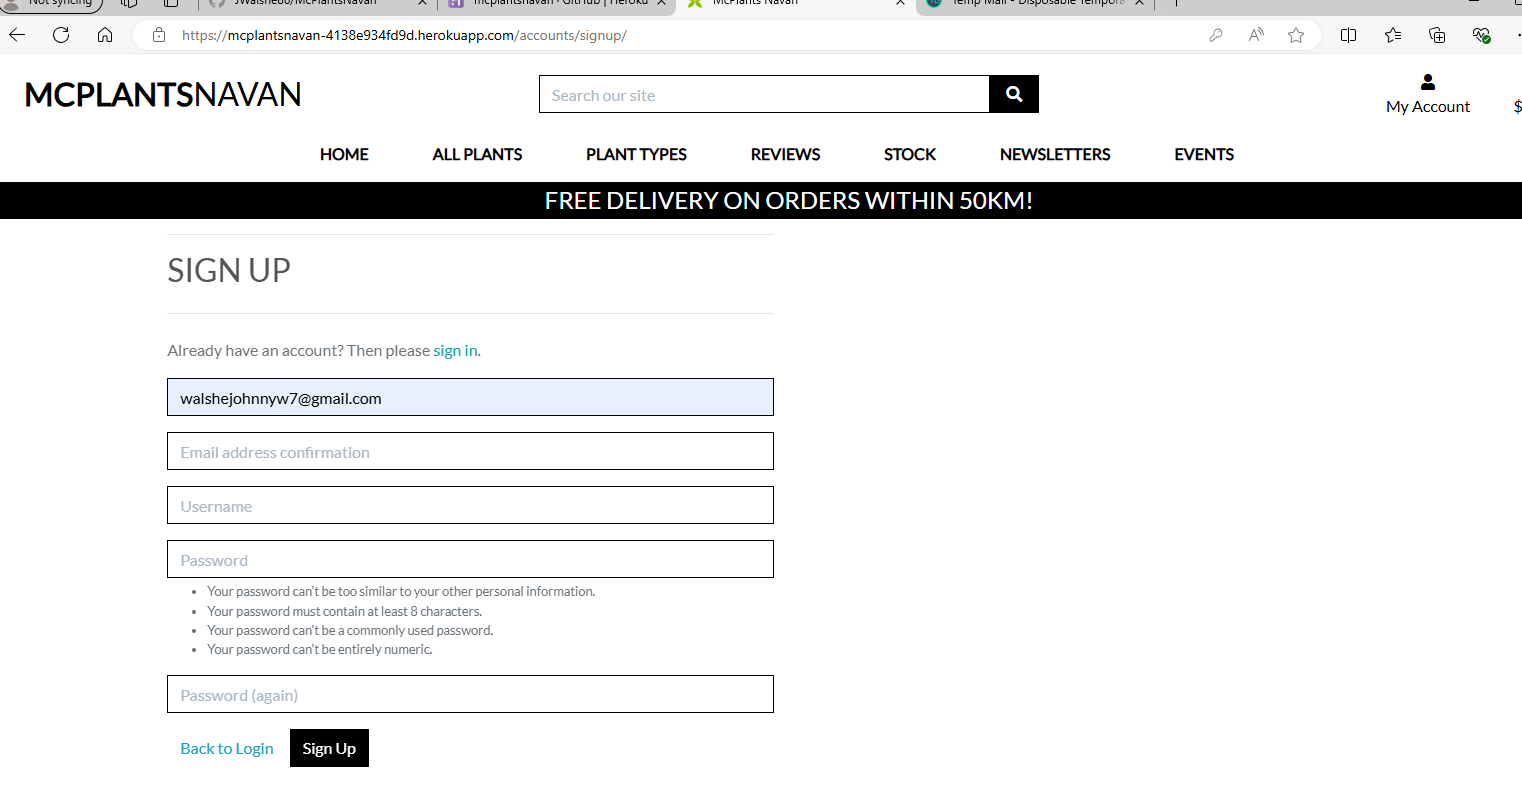 Not syncing
JWalshe80/McPlantsNavan
mcplantsnavan · GitHub | Heroku
McPlants Navan
Temp Mail - Disposable Tempora
https://mcplantsnavan-4138e934fd9d.herokuapp.com/accounts/signup/
MCPLANTSNAVAN
Search our site
My Account
$
HOME ALL PLANTS PLANT TYPES REVIEWS STOCK NEWSLETTERS EVENTS
FREE DELIVERY ON ORDERS WITHIN 50KM!
SIGN UP
Already have an account? Then please sign in.
walshejohnnyw7@gmail.com
Email address confirmation
Username
Password
• Your password can't be too similar to your other personal information.
• Your password must contain at least 8 characters.
• Your password can't be a commonly used password.
• Your password can't be entirely numeric.
Password (again)
Back to Login Sign Up